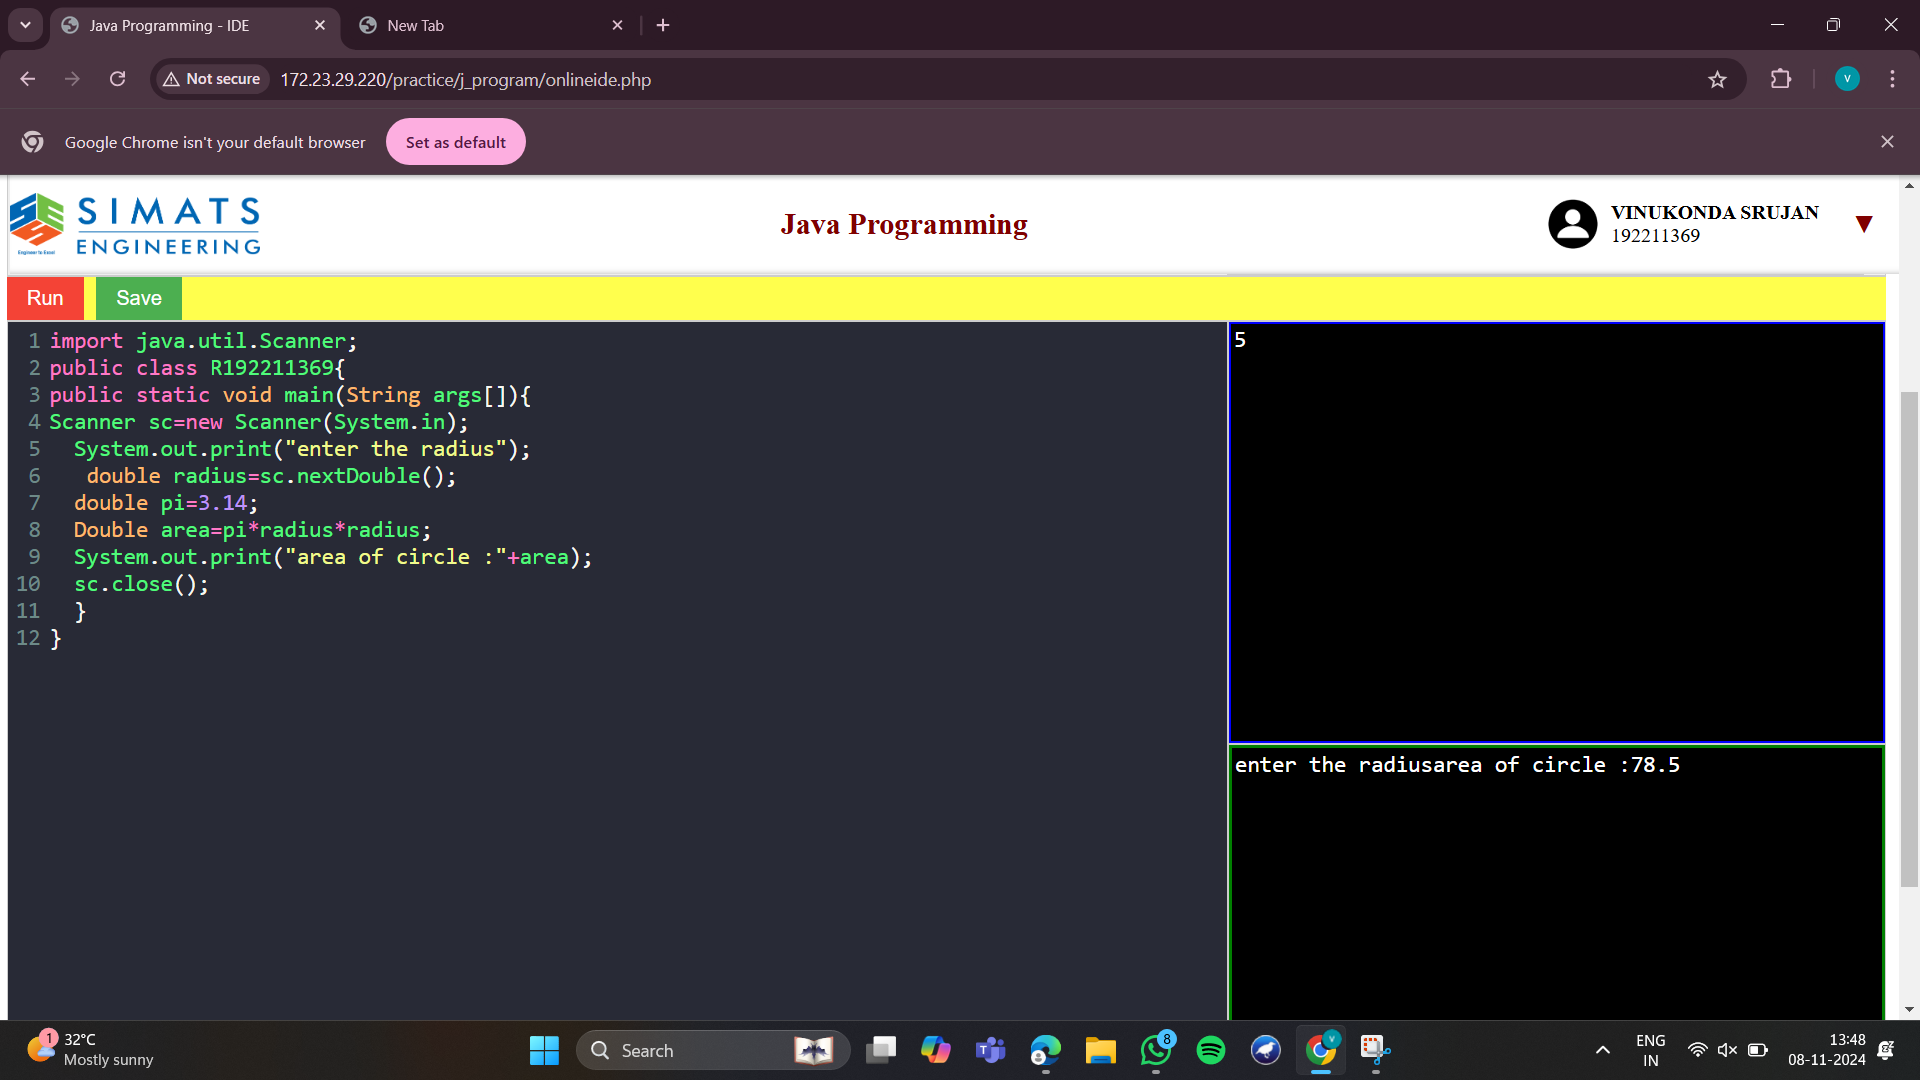 Java Programming - IDE
New Tab
Not secure
172.23.29.220/practice/j_program/onlineide.php
V
Google Chrome isn't your default browser
Set as default
SIMATS
ENGINEERING
Engineer to Excel
Java Programming
VINUKONDA SRUJAN
192211369
Run
Save
1 import java.util.Scanner;
2 public class R192211369{
3 public static void main(String args[]){
4 Scanner sc=new Scanner(System.in);
5 System.out.print("enter the radius");
6 double radius=sc.nextDouble();
7 double pi=3.14;
8 Double area=pi*radius*radius;
9 System.out.print("area of circle :"+area);
10 sc.close();
11 }
12 }
5
enter the radiusarea of circle :78.5
1
32°C
Mostly sunny
Search
8
V
ENG
IN
13:48
08-11-2024